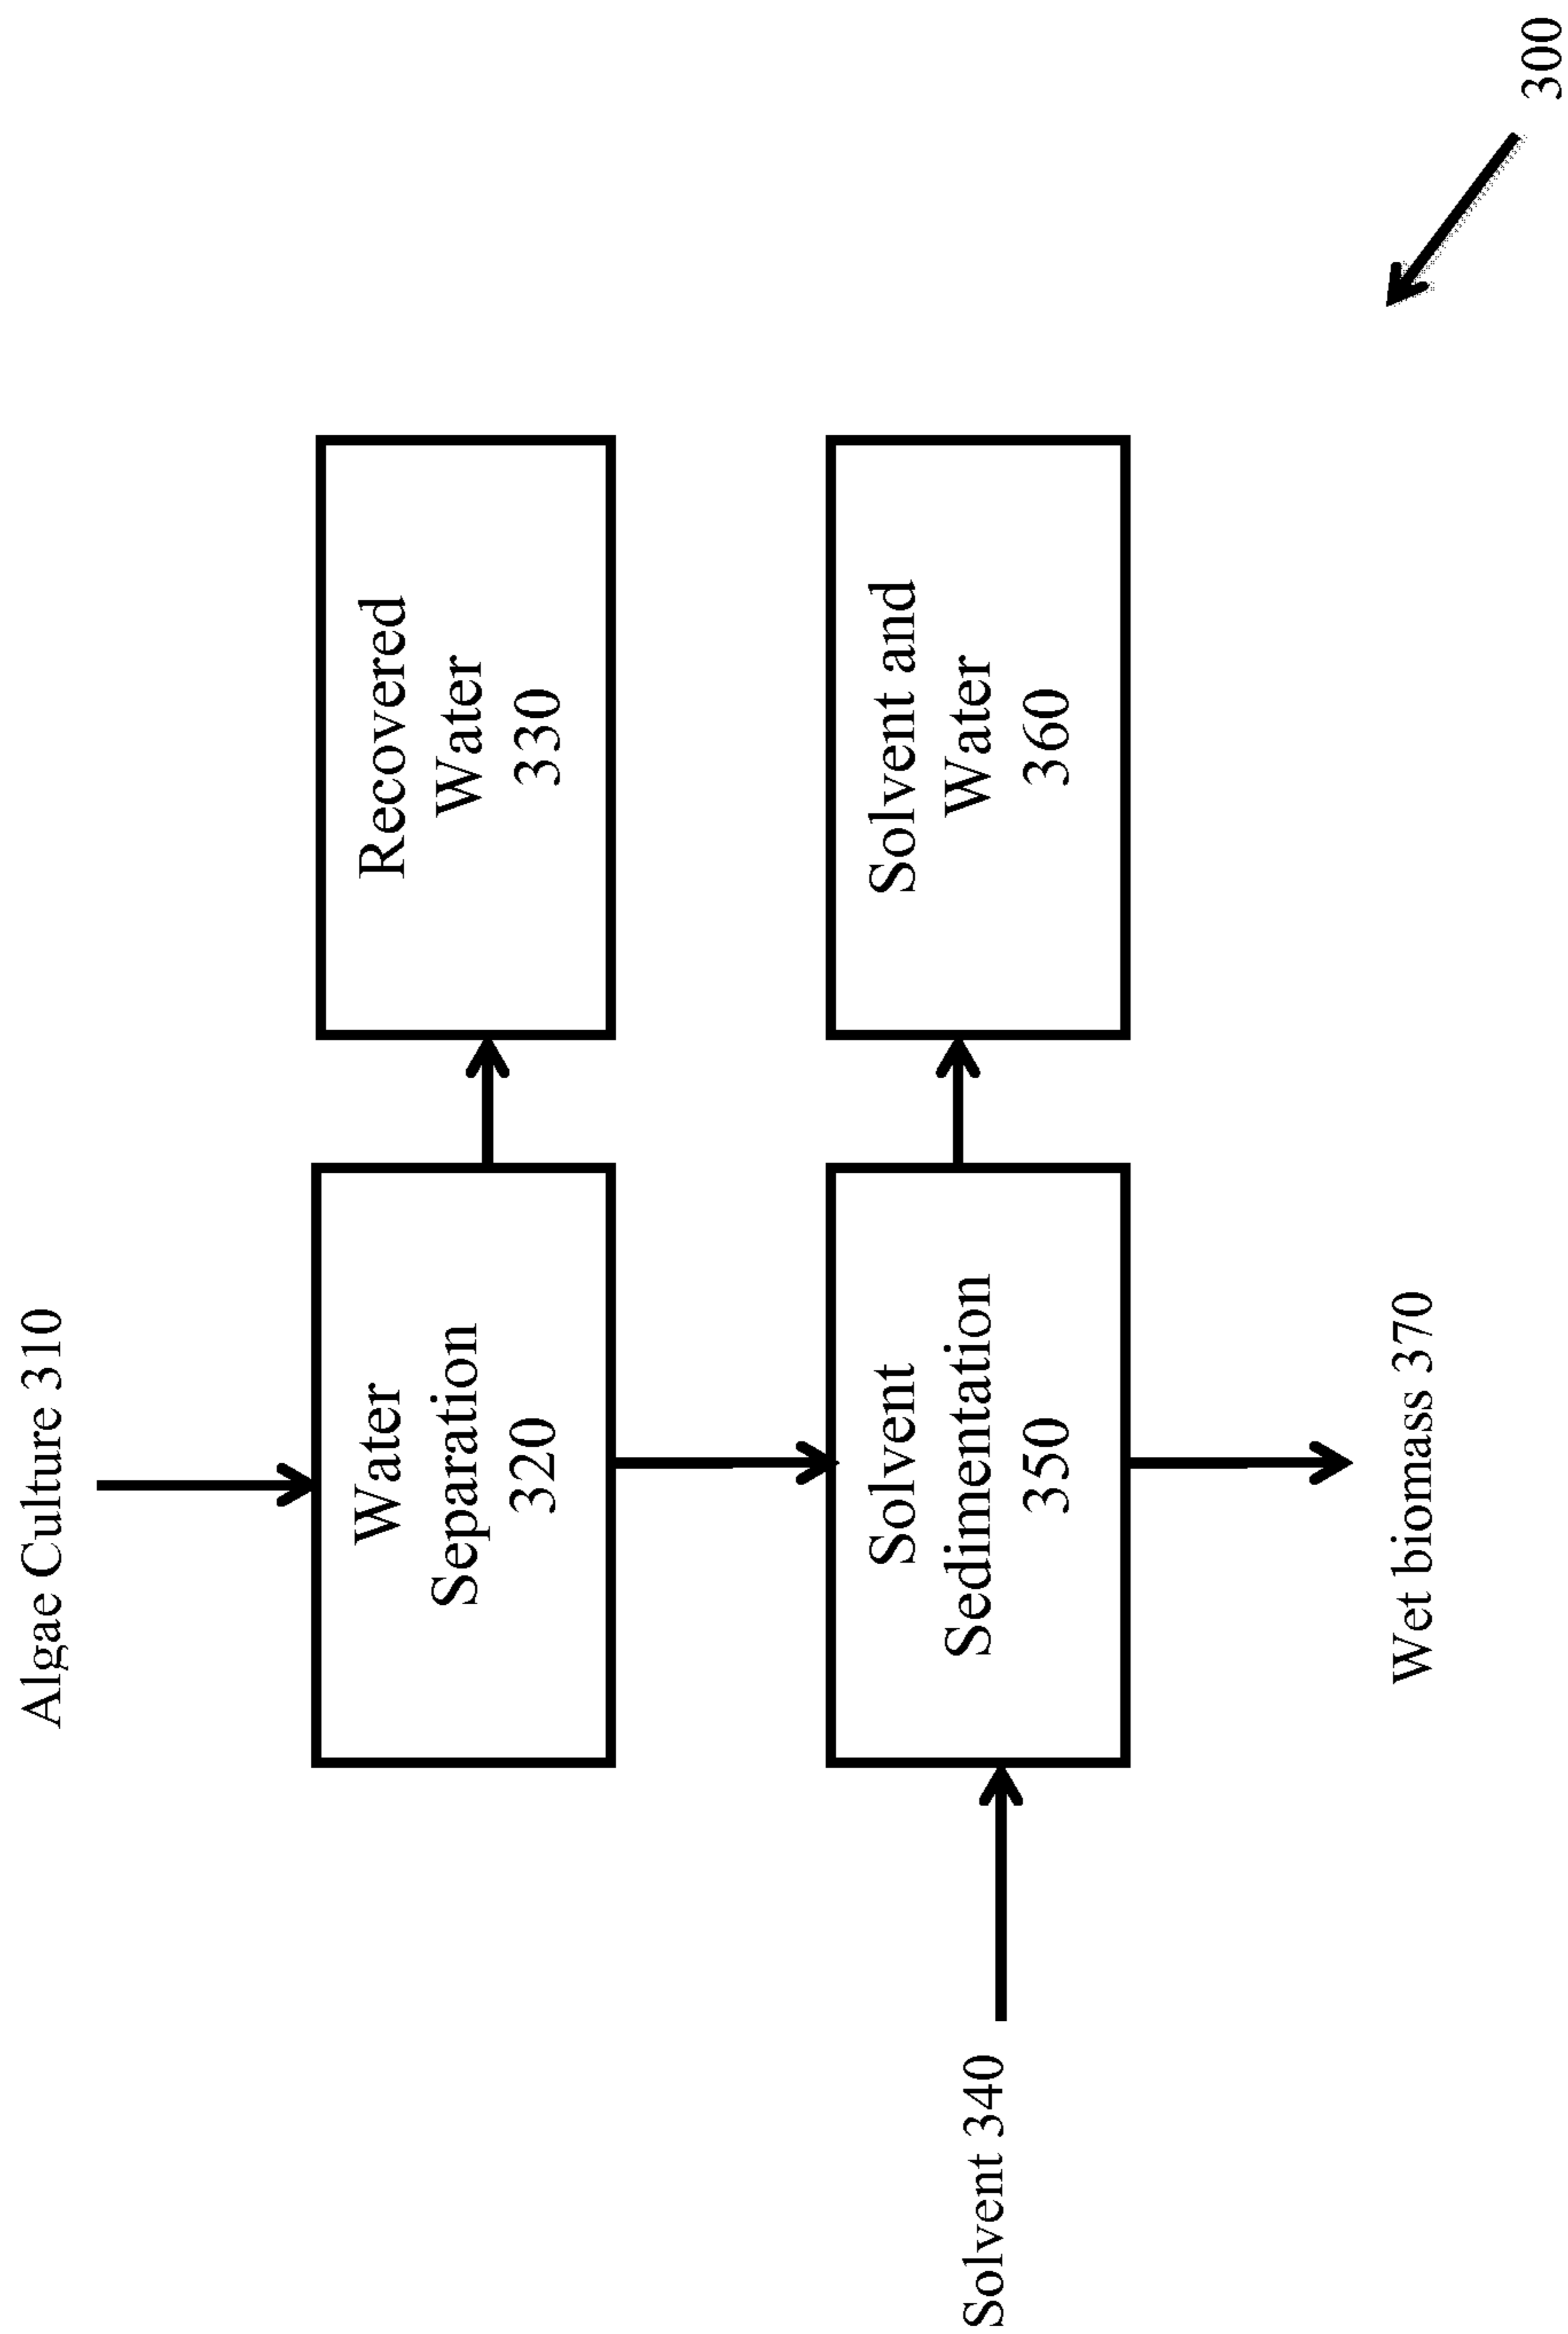 Algae Culture 310
Water
Separation
320
Recovered
Water
330
Solvent 340
Solvent
Sedimentation
350
Solvent and
Water
360
Wet biomass 370
300